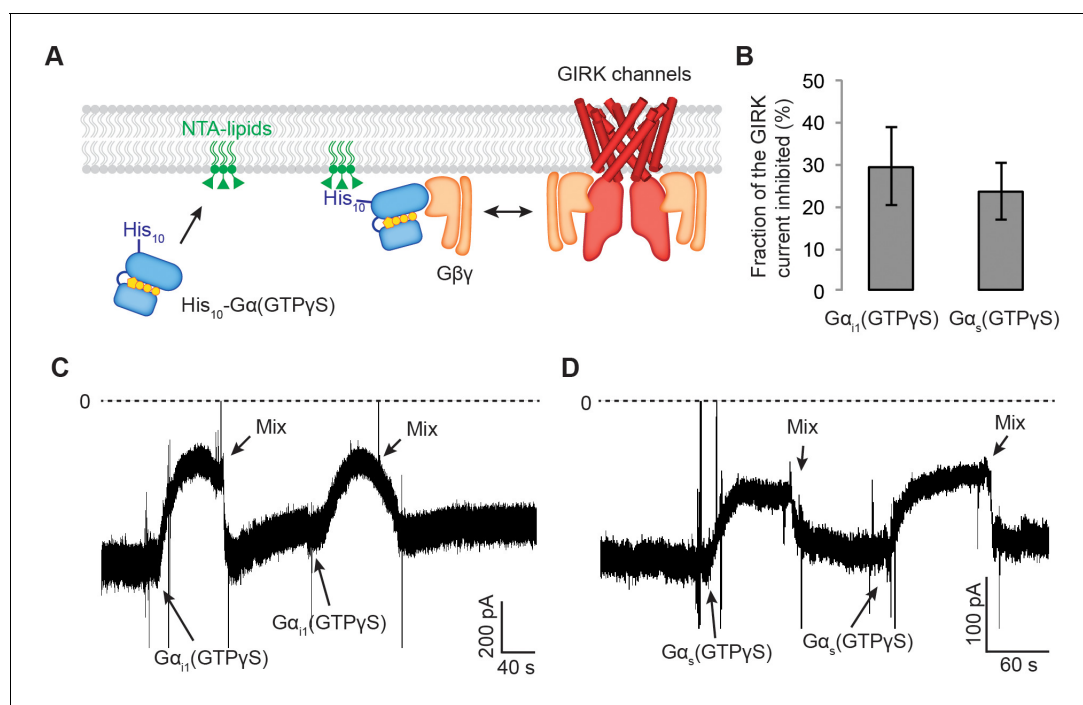 A
GIRK channels
NTA-lipids
His₁₀
His₁₀
Gβγ
His₁₀-Gα(GTPγS)
B
Fraction of the GIRK
current inhibited (%)
50
40
30
20
10
0
Gαᵢ₁(GTPγS) Gαₛ(GTPγS)
C
0
Mix
Mix
Gαᵢ₁(GTPγS)
Gαᵢ₁(GTPγS)
200 pA
40 s
D
0
Mix
Mix
Gαₛ(GTPγS)
Gαₛ(GTPγS)
100 pA
60 s